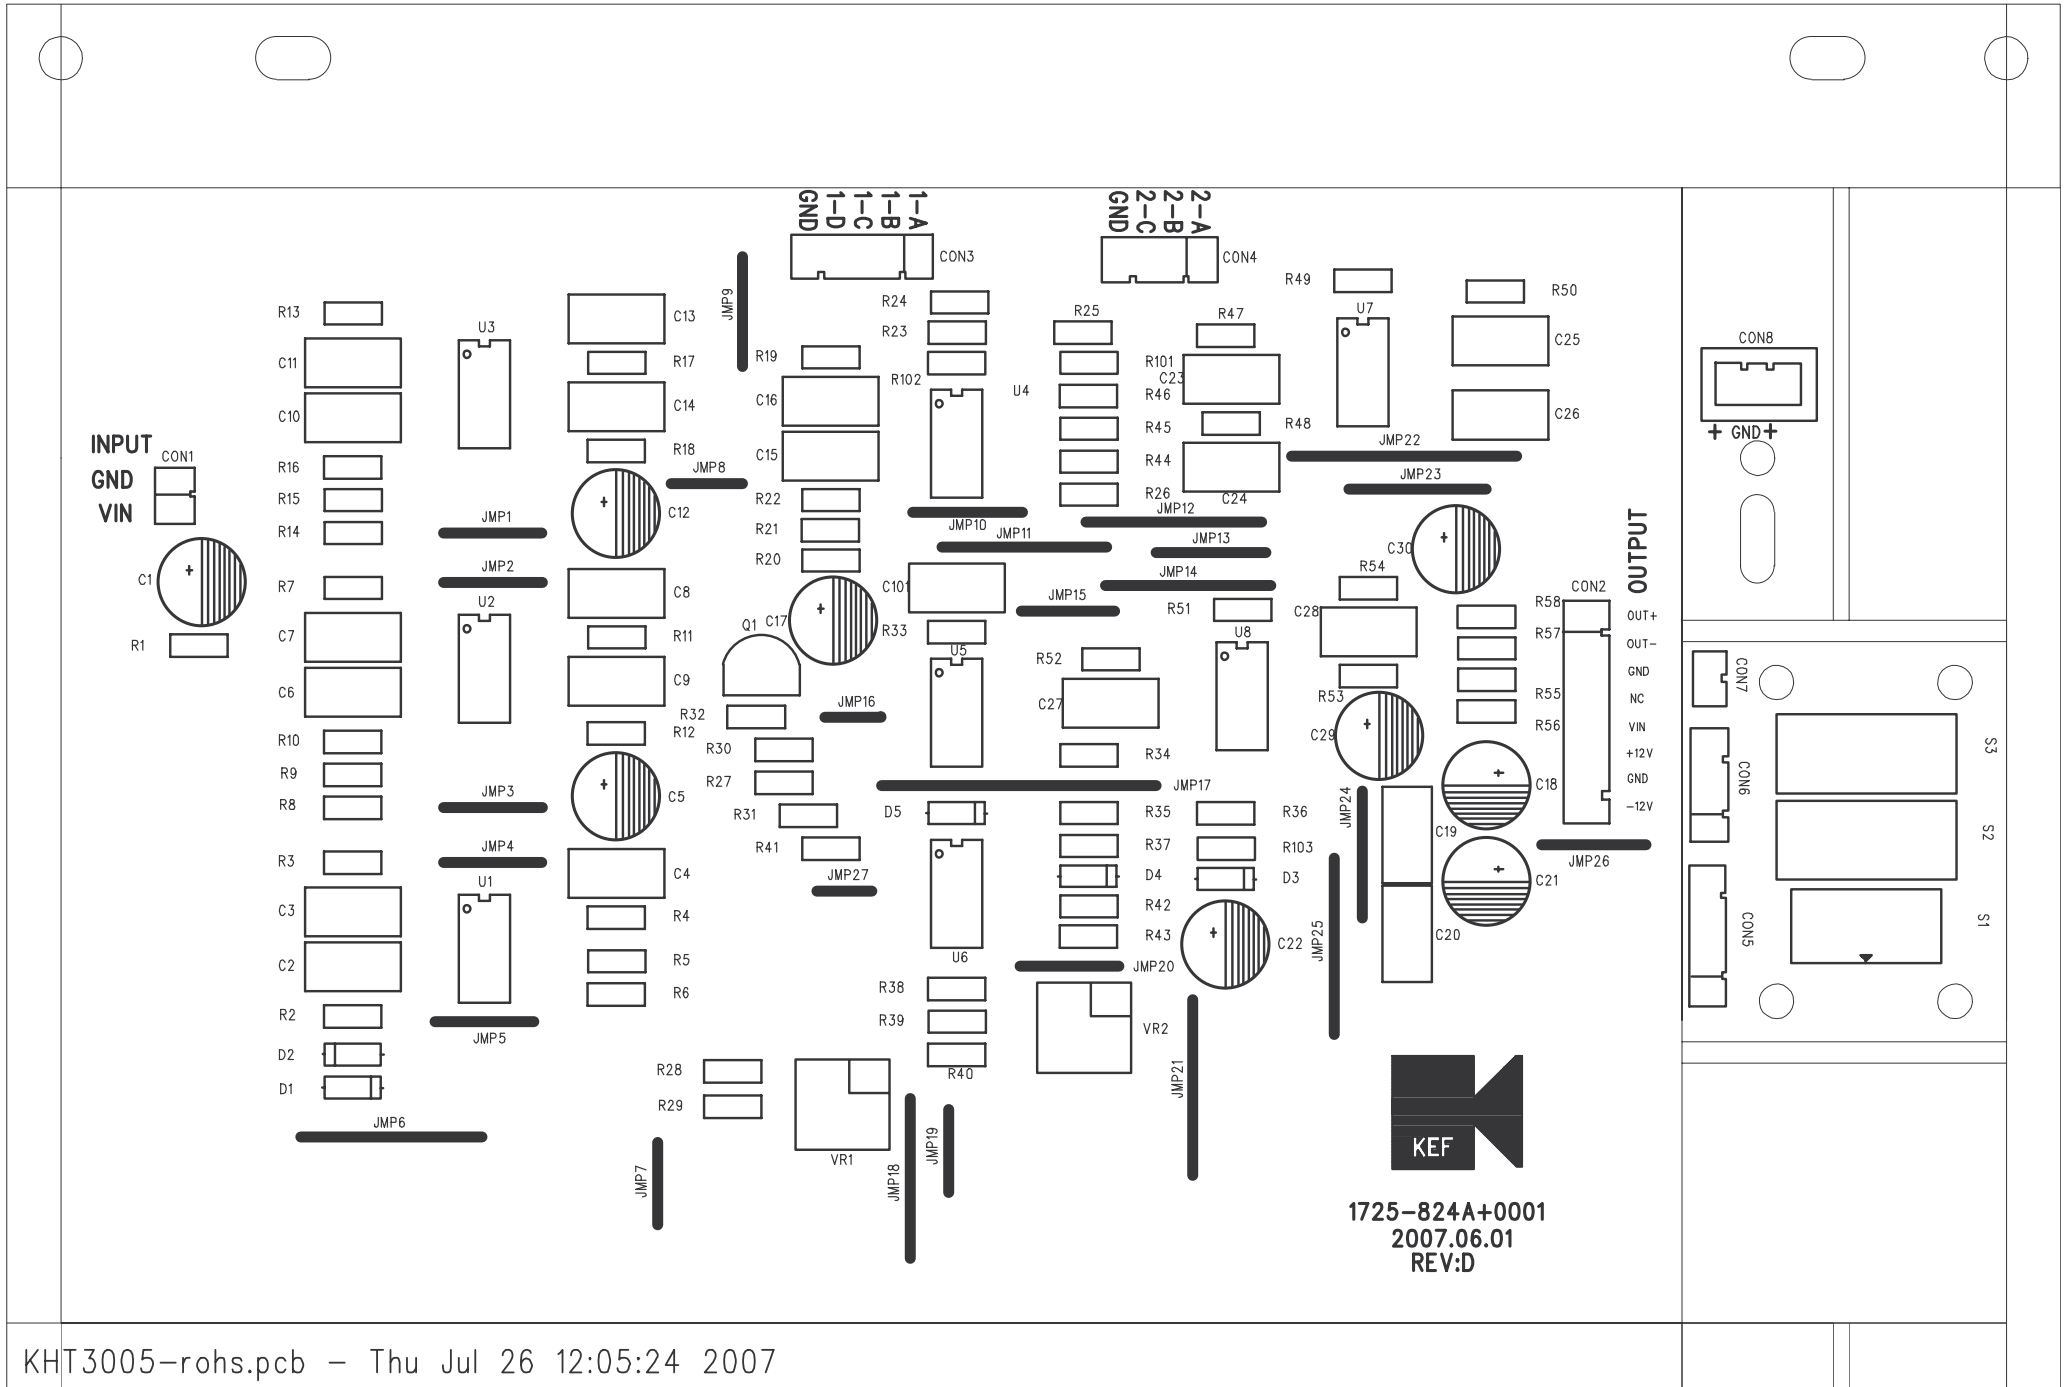 GND
1-D
1-C
1-B
1-A
GND
2-C
2-B
2-A
CON3
CON4
JMP9
R49
R50
R13
C13
R24
U3
R23
R25
R47
U7
CON8
C11
R17
R19
R102
U4
R101
C23
C25
C10
C14
C16
R46
R48
C26
+ GND +
INPUT
CON1
GND
VIN
R16
R18
C15
R45
JMP22
R15
JMP8
R44
JMP23
R14
C12
R22
R26
C24
JMP1
R21
JMP10
JMP12
OUTPUT
R20
JMP11
JMP13
C30
C1
JMP2
R7
C8
C101
JMP14
R54
CON2
U2
JMP15
R51
C28
R58
OUT+
C7
R11
Q1
C17
R33
U8
R57
OUT-
R1
U5
R52
GND
CON7
C6
C9
R53
R55
NC
R32
JMP16
C27
R56
VIN
R10
R12
R30
C29
+12V
S3
R9
R27
R34
GND
CON6
R8
JMP3
C5
JMP17
C18
-12V
R31
D5
R35
R36
JMP24
C19
S2
R3
JMP4
R41
R37
R103
JMP26
U1
C4
JMP27
D4
D3
C21
C3
R4
R42
S1
CON5
C2
R5
U6
R43
C22
JMP25
C20
R6
JMP20
R2
R38
JMP5
R39
VR2
D2
R28
R40
D1
R29
JMP21
JMP6
VR1
JMP19
JMP7
JMP18
KEF
1725-824A+0001
2007.06.01
REV:D
KHT3005-rohs.pcb - Thu Jul 26 12:05:24 2007